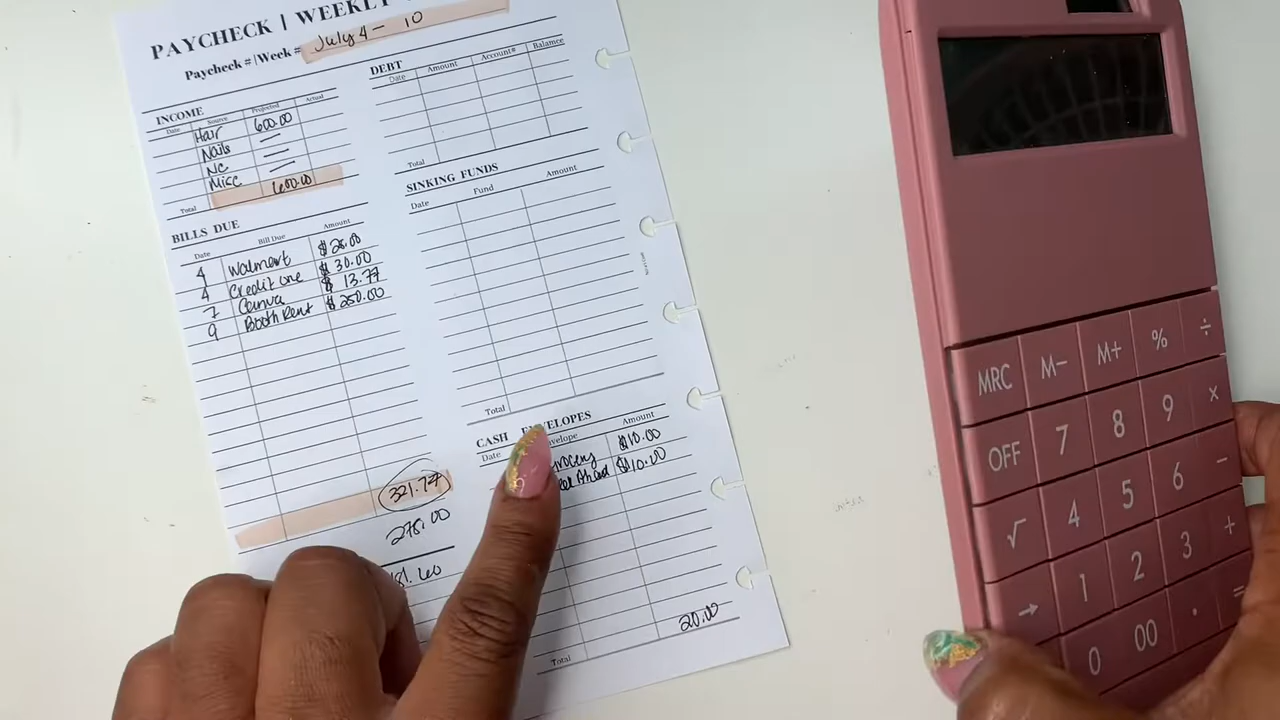 PAYCHECK | WEEKLY
Paycheck #|Week # July 4 - 10
INCOME
Date Source Projected Actual
Hair 600.00
Nails —
NC —
Misc —
Total 600.00
BILLS DUE
Date Bill Due Amount
4 Walmart $ 28.00
4 Credit One $ 30.00
7 Canva $ 13.77
9 Booth Rent $ 250.00
321.77
278.00
DEBT
Date Amount Account# Balance
Total
SINKING FUNDS
Date Fund Amount
Total
CASH ENVELOPES
Date Envelope Amount
Grocery $10.00
Ahead $10.00
20.00
Total
MRC M− M+ % ÷
OFF 7 8 9 ×
√ 4 5 6 −
→ 1 2 3 +
0 00 . =